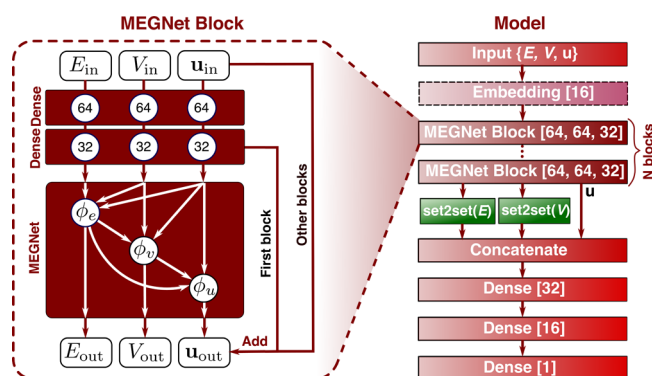 MEGNet Block
E_in V_in u_in
Dense
64 64 64
Dense
32 32 32
MEGNet
ϕ_e
ϕ_v
ϕ_u
First block
Other blocks
Add
E_out V_out u_out
Model
Input {E, V, u}
Embedding [16]
MEGNet Block [64, 64, 32]
MEGNet Block [64, 64, 32]
N blocks
u
set2set(E) set2set(V)
Concatenate
Dense [32]
Dense [16]
Dense [1]